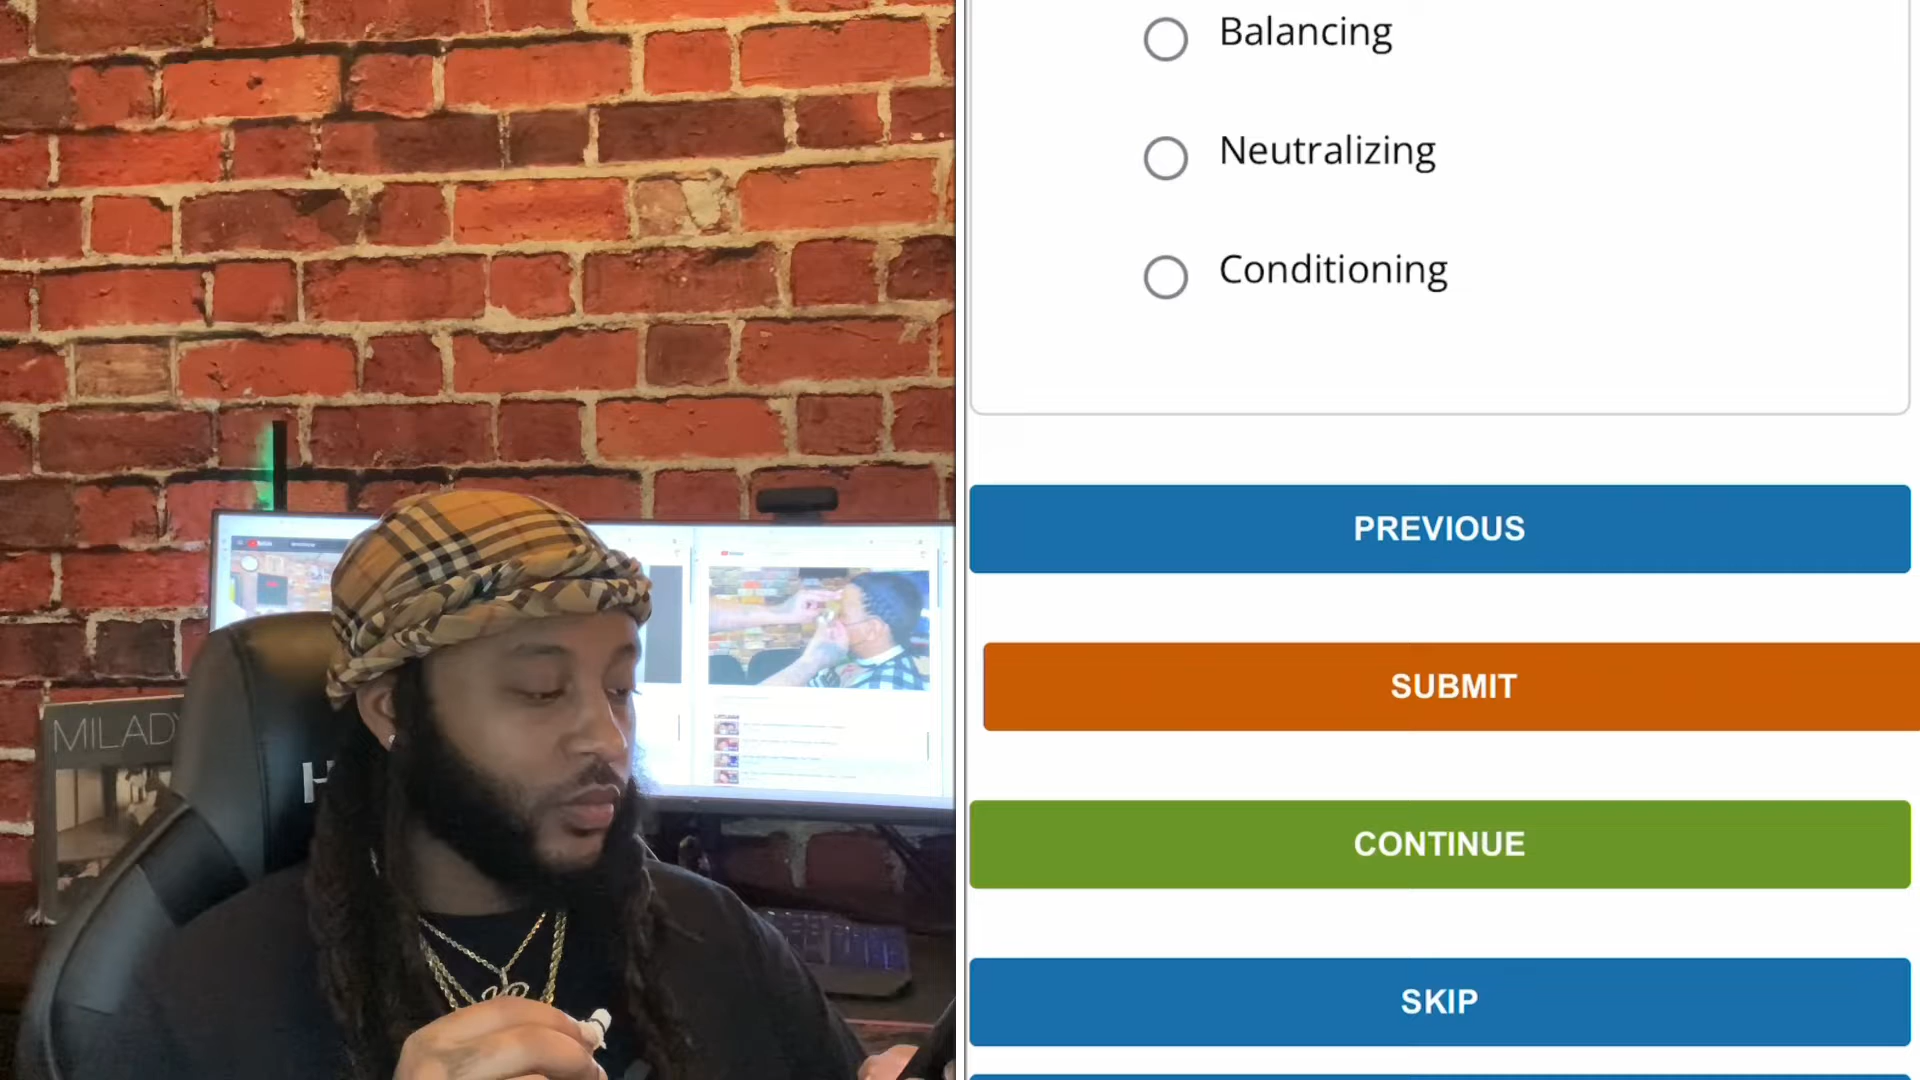 Balancing
Neutralizing
Conditioning
PREVIOUS
SUBMIT
CONTINUE
SKIP
MILADY
H